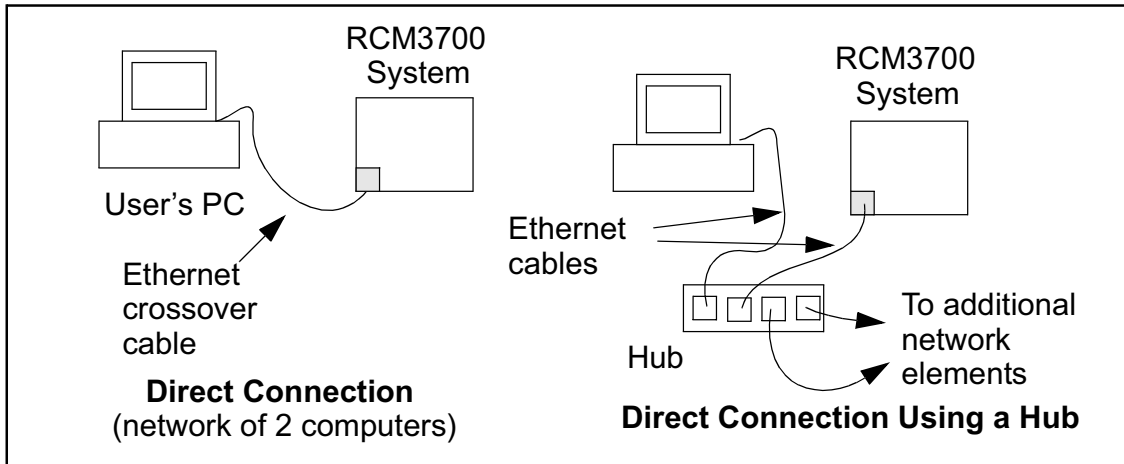 RCM3700
System
User's PC
Ethernet
crossover
cable
Direct Connection
(network of 2 computers)
RCM3700
System
Ethernet
cables
Hub
To additional
network
elements
Direct Connection Using a Hub